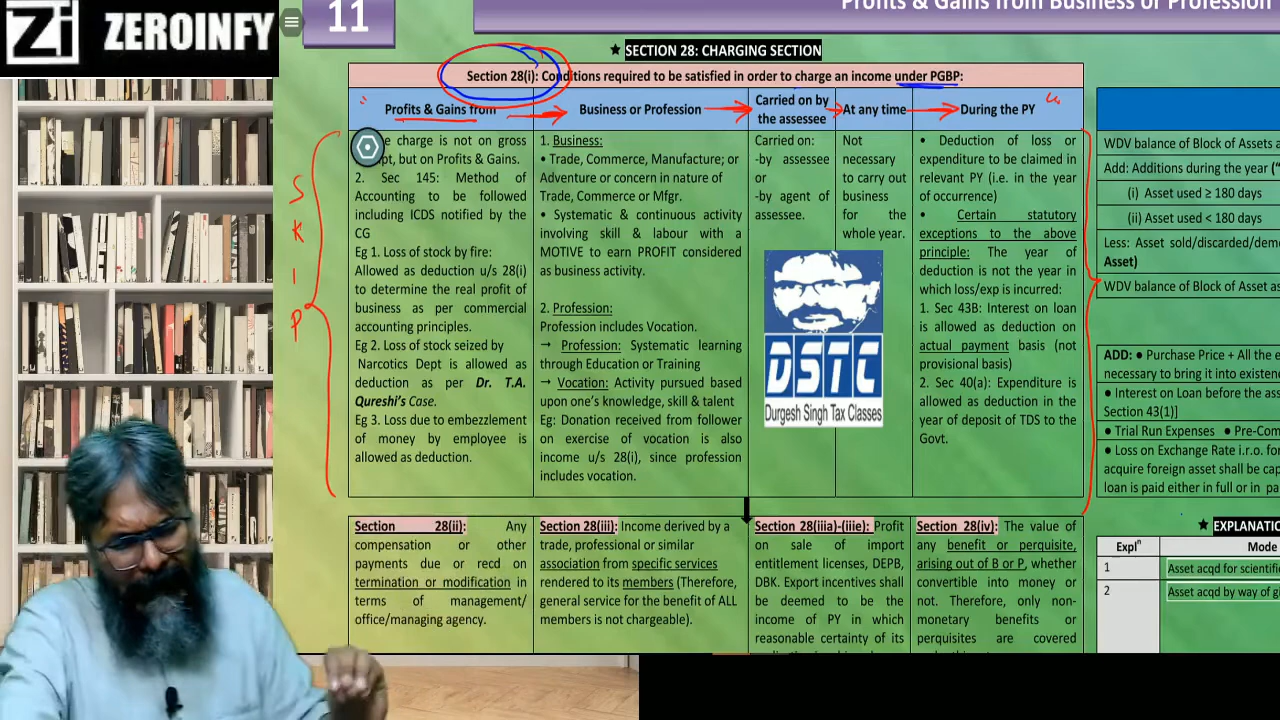 Zi ZEROINFY
11
Profits & Gains from Business or Profession
★ SECTION 28: CHARGING SECTION
Section 28(i): Conditions required to be satisfied in order to charge an income under PGBP:
Profits & Gains from
Business or Profession
Carried on by
the assessee
At any time
During the PY
S
K
I
P
e charge is not on gross
pt, but on Profits & Gains.
2. Sec 145: Method of
Accounting to be followed
including ICDS notified by the
CG
Eg 1. Loss of stock by fire:
Allowed as deduction u/s 28(i)
to determine the real profit of
business as per commercial
accounting principles.
Eg 2. Loss of stock seized by
Narcotics Dept is allowed as
deduction as per Dr. T.A.
Qureshi's Case.
Eg 3. Loss due to embezzlement
of money by employee is
allowed as deduction.
1. Business:
• Trade, Commerce, Manufacture; or
Adventure or concern in nature of
Trade, Commerce or Mfgr.
• Systematic & continuous activity
involving skill & labour with a
MOTIVE to earn PROFIT considered
as business activity.
2. Profession:
Profession includes Vocation.
→ Profession: Systematic learning
through Education or Training
→ Vocation: Activity pursued based
upon one's knowledge, skill & talent
Eg: Donation received from follower
on exercise of vocation is also
income u/s 28(i), since profession
includes vocation.
Carried on:
-by assessee
or
-by agent of
assessee.
Not
necessary
to carry out
business
for the
whole year.
DSTC
Durgesh Singh Tax Classes
• Deduction of loss or
expenditure to be claimed in
relevant PY (i.e. in the year
of occurrence)
• Certain statutory
exceptions to the above
principle: The year of
deduction is not the year in
which loss/exp is incurred:
1. Sec 43B: Interest on loan
is allowed as deduction on
actual payment basis (not
provisional basis)
2. Sec 40(a): Expenditure is
allowed as deduction in the
year of deposit of TDS to the
Govt.
Section 28(ii): Any
compensation or other
payments due or recd on
termination or modification in
terms of management/
office/managing agency.
Section 28(iii): Income derived by a
trade, professional or similar
association from specific services
rendered to its members (Therefore,
general service for the benefit of ALL
members is not chargeable).
Section 28(iiia)-(iiie): Profit
on sale of import
entitlement licenses, DEPB,
DBK. Export incentives shall
be deemed to be the
income of PY in which
reasonable certainty of its
Section 28(iv): The value of
any benefit or perquisite,
arising out of B or P, whether
convertible into money or
not. Therefore, only non-
monetary benefits or
perquisites are covered
WDV balance of Block of Assets a
Add: Additions during the year ("
(i) Asset used ≥ 180 days
(ii) Asset used < 180 days
Less: Asset sold/discarded/dem
Asset)
WDV balance of Block of Asset as
ADD: ● Purchase Price + All the e
necessary to bring it into existen
● Interest on Loan before the ass
Section 43(1)]
● Trial Run Expenses ● Pre-Com
● Loss on Exchange Rate i.r.o. for
acquire foreign asset shall be cap
loan is paid either in full or in pa
★ EXPLANATIO
Explⁿ Mode
1 Asset acqd for scientific
2 Asset acqd by way of gi